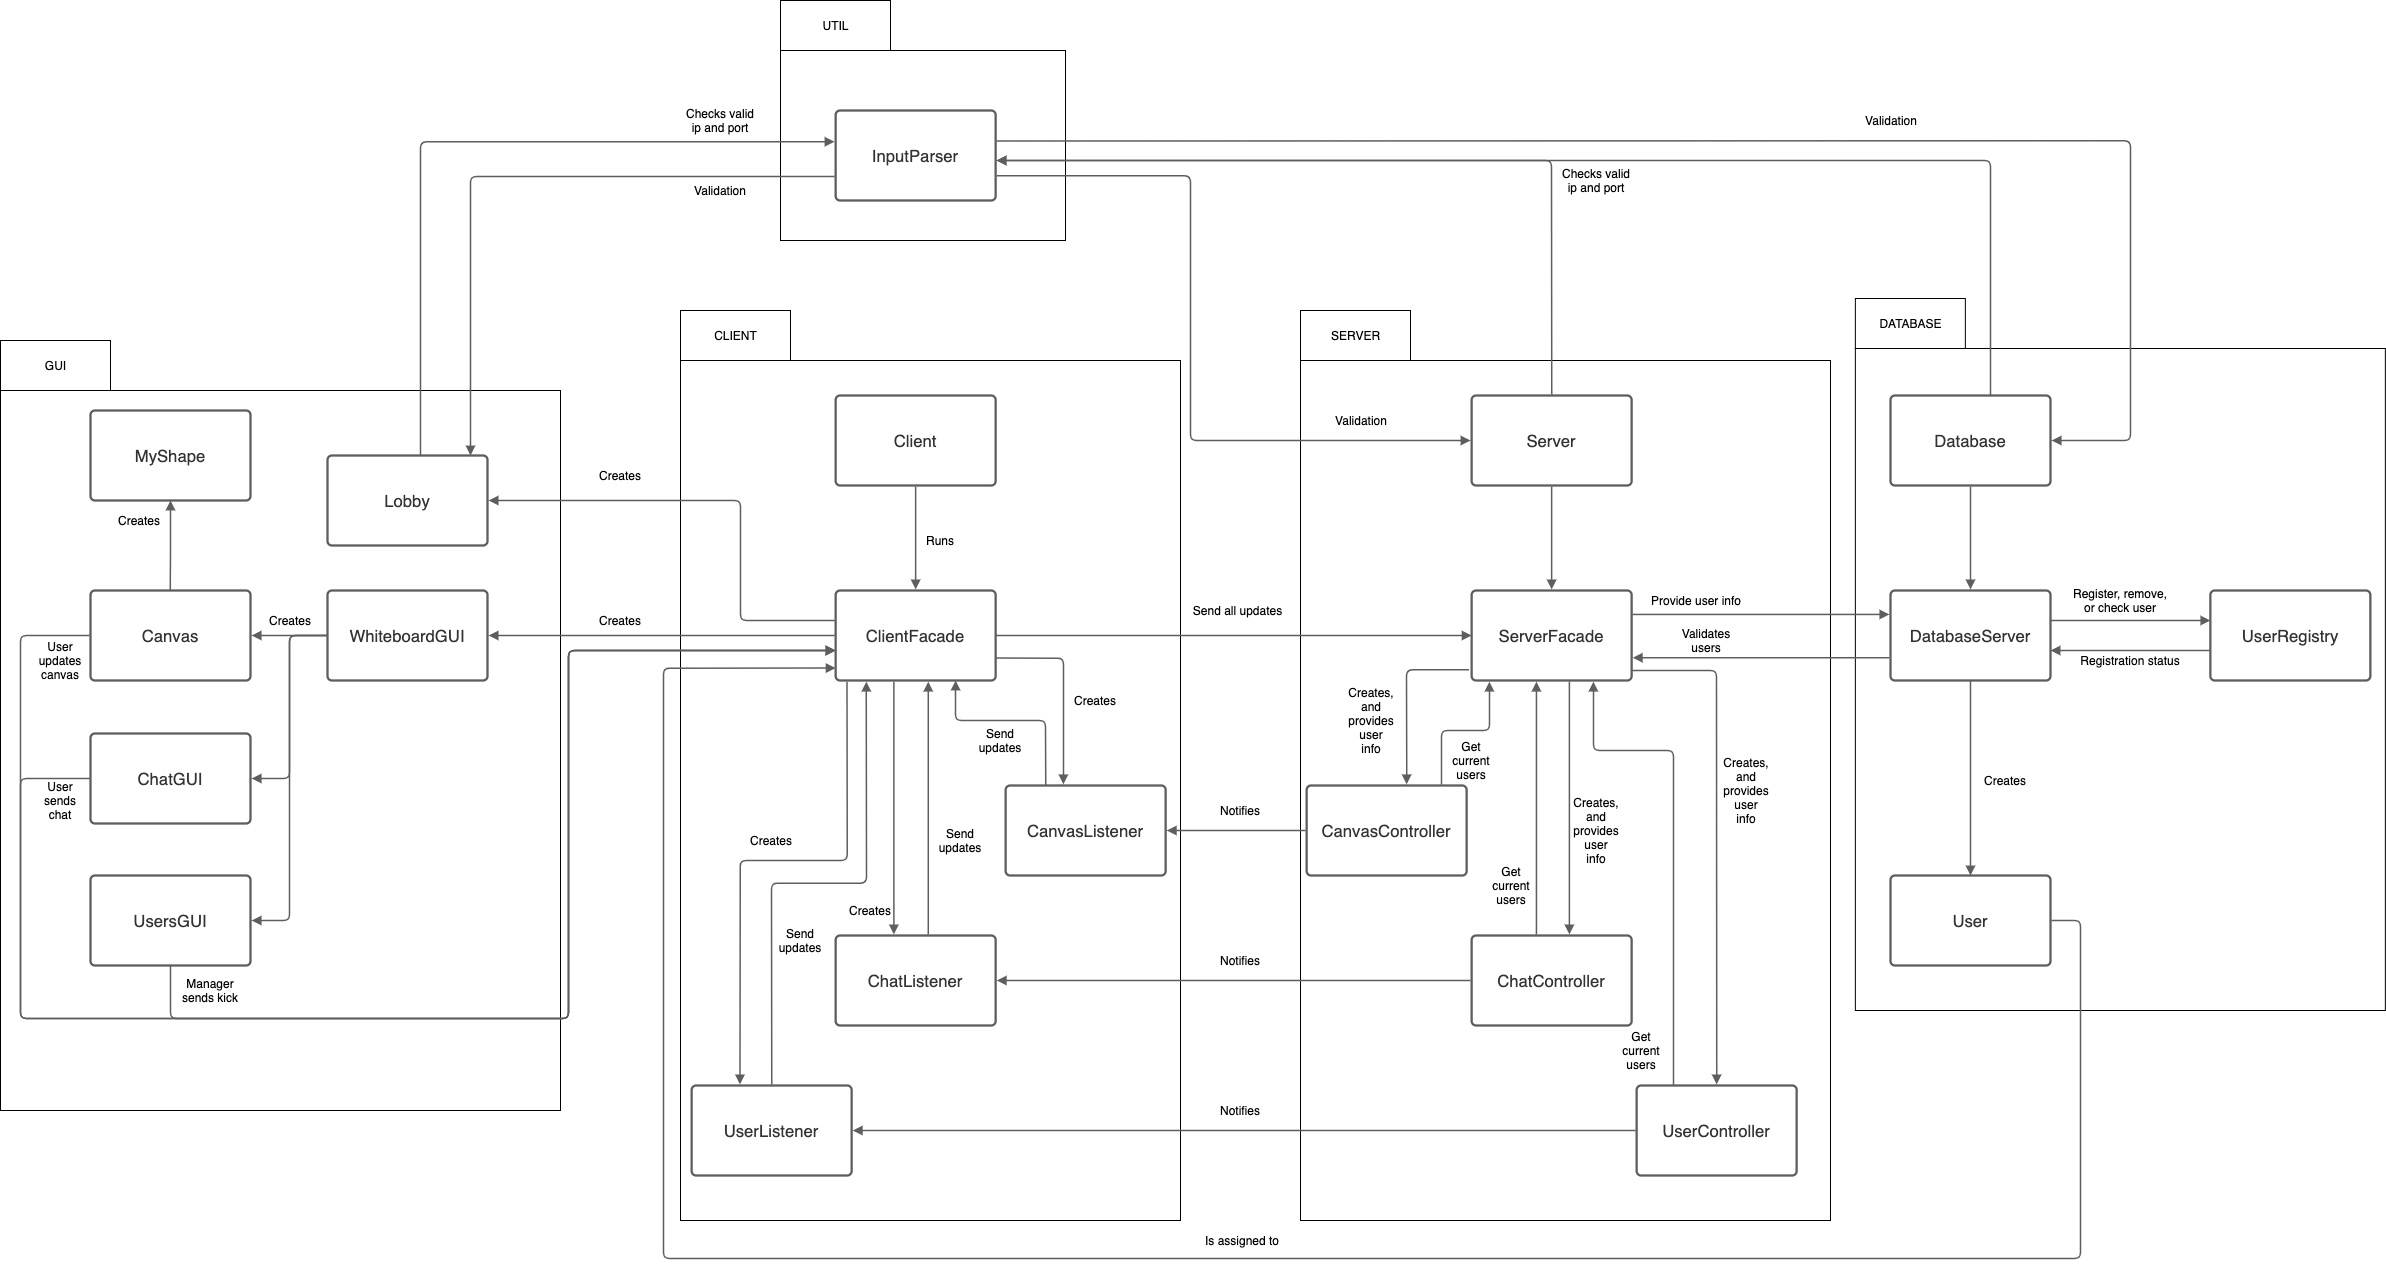 UTIL
Checks valid
ip and port
Validation
InputParser
Validation
Checks valid
ip and port
GUI
CLIENT
SERVER
DATABASE
MyShape
Lobby
Creates
Client
Validation
Server
Database
Creates
Runs
Canvas
Creates
WhiteboardGUI
Creates
ClientFacade
Send all updates
ServerFacade
Provide user info
Validates
users
DatabaseServer
Register, remove,
or check user
Registration status
UserRegistry
User
updates
canvas
Creates
Send
updates
Creates,
and
provides
user
info
Get
current
users
Creates,
and
provides
user
info
Creates,
and
provides
user
info
Creates
ChatGUI
User
sends
chat
Creates
Send
updates
CanvasListener
Notifies
CanvasController
Get
current
users
UsersGUI
Creates
Send
updates
User
Manager
sends kick
ChatListener
Notifies
ChatController
Get
current
users
UserListener
Notifies
UserController
Is assigned to